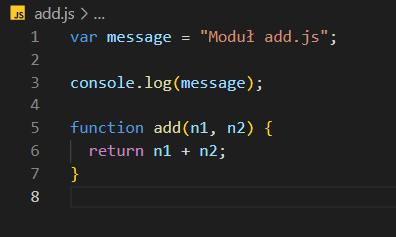 JS add.js > ...
1 var message = "Moduł add.js";
2
3 console.log(message);
4
5 function add(n1, n2) {
6   return n1 + n2;
7 }
8